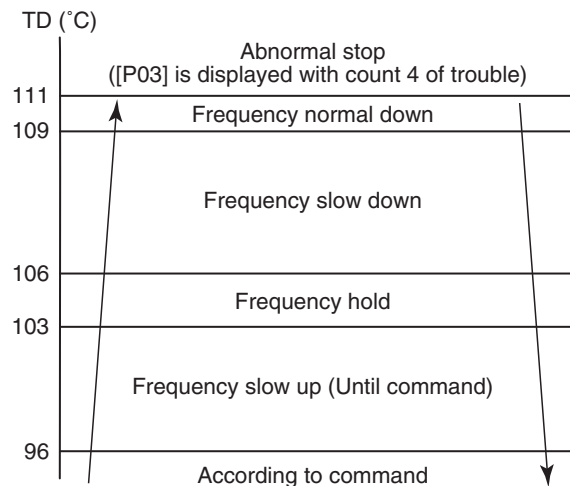 TD (°C)
Abnormal stop
([P03] is displayed with count 4 of trouble)
111
Frequency normal down
109
Frequency slow down
106
Frequency hold
103
Frequency slow up (Until command)
96
According to command